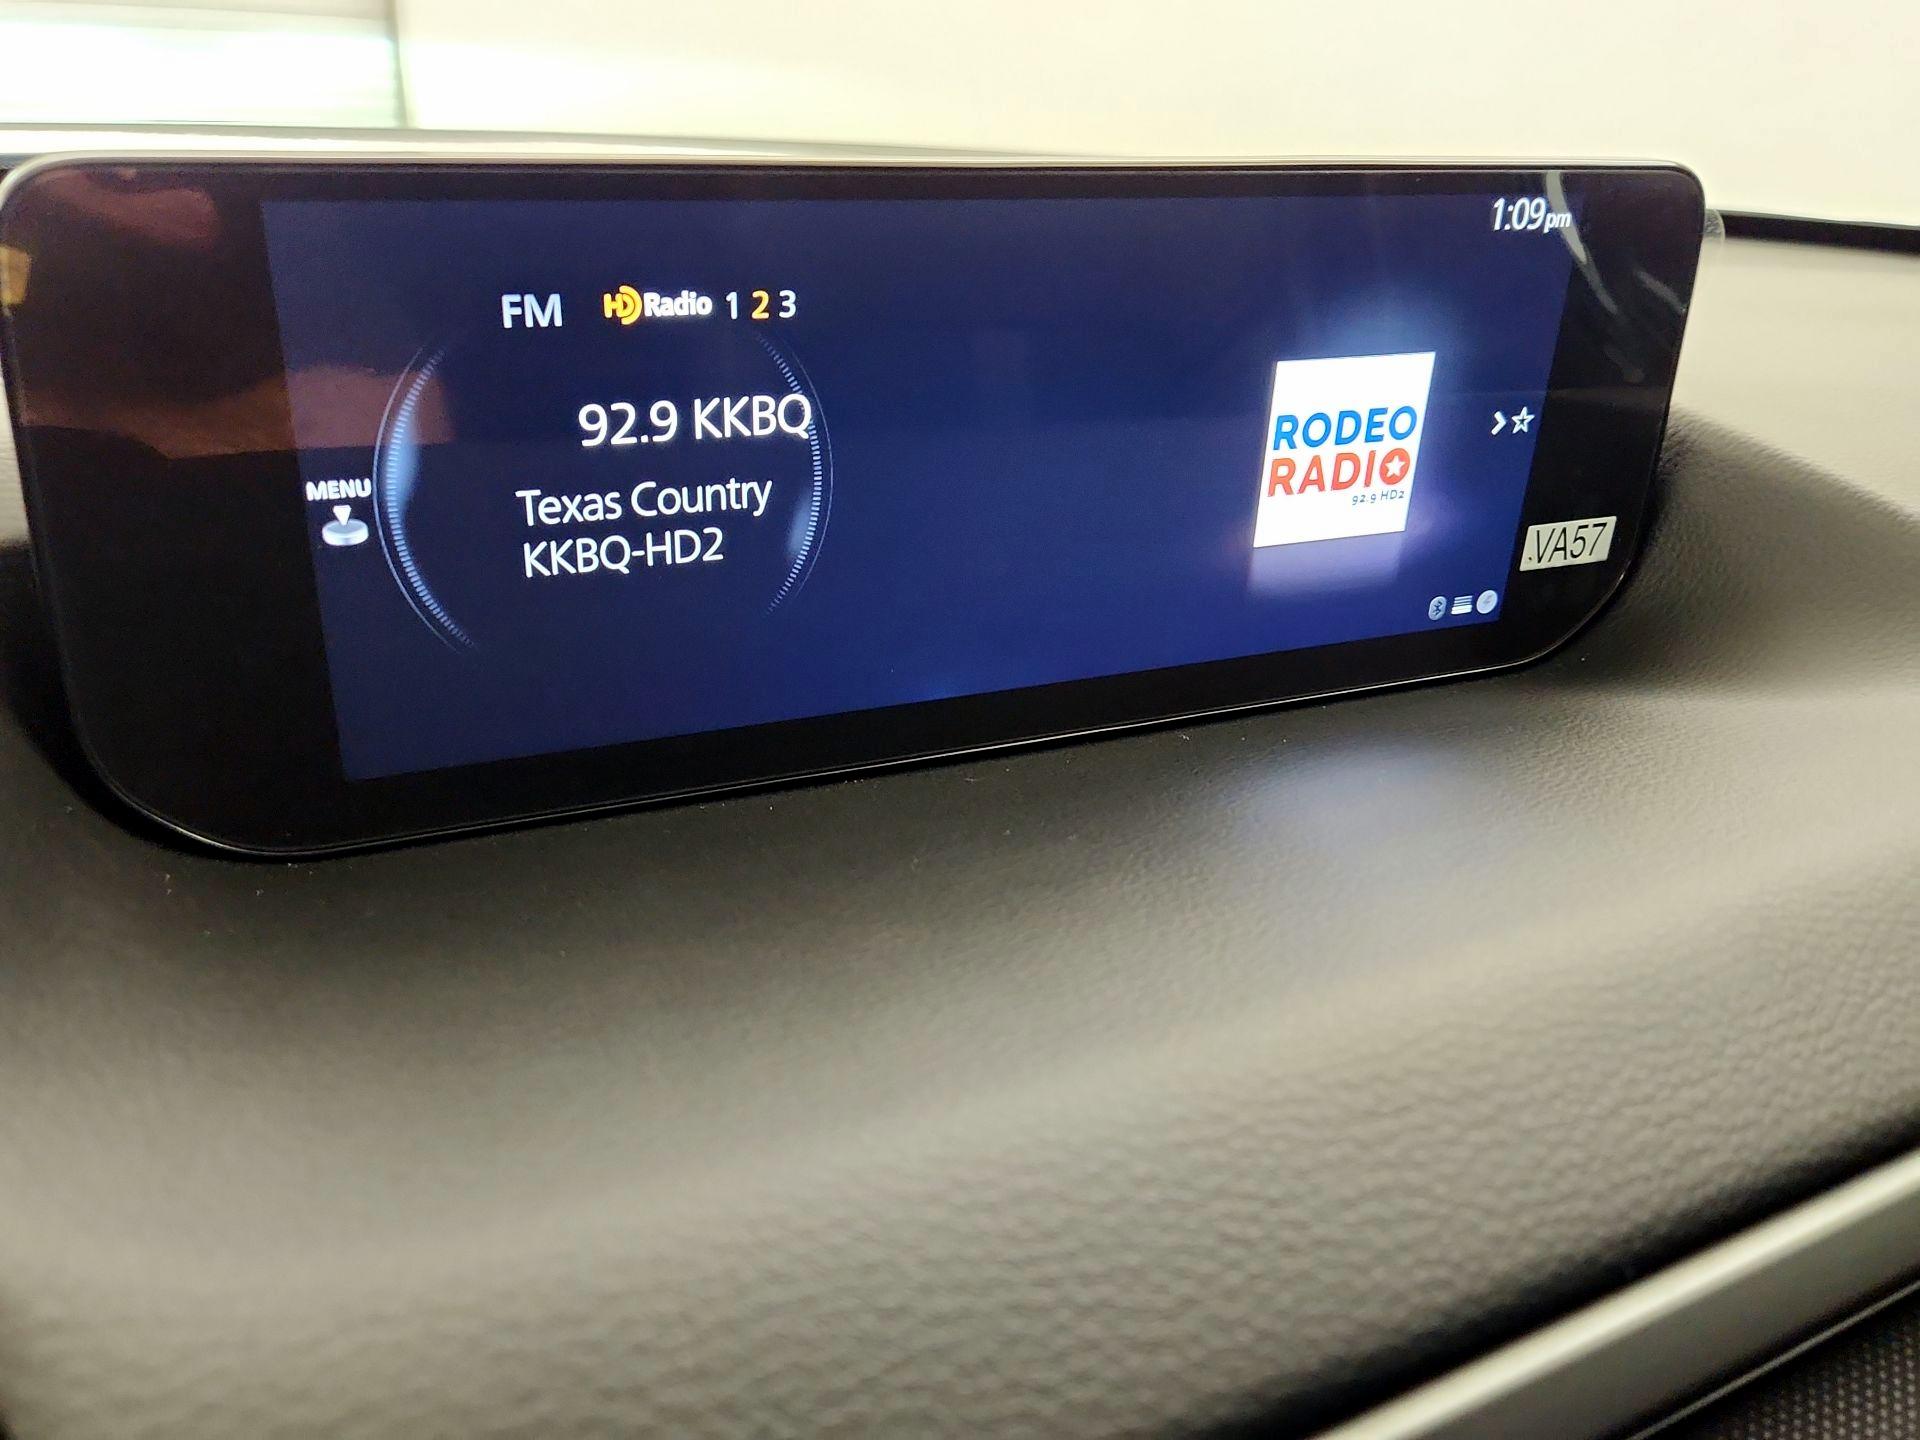 1:09pm
FM HD Radio 1 2 3
92.9 KKBQ
Texas Country
KKBQ-HD2
MENU
RODEO
RADIO
92.9 HD2
.VA57